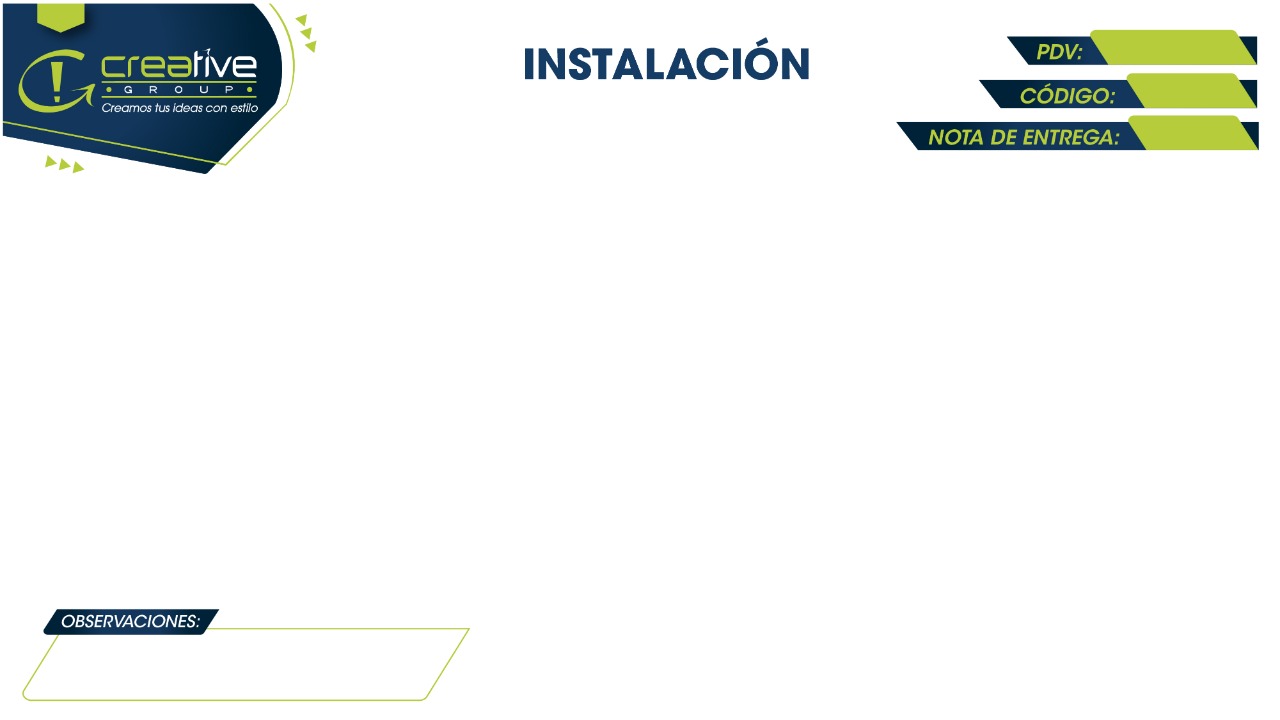 creative
GROUP
Creamos tus ideas con estilo
INSTALACIÓN
PDV:
CÓDIGO:
NOTA DE ENTREGA:
OBSERVACIONES: